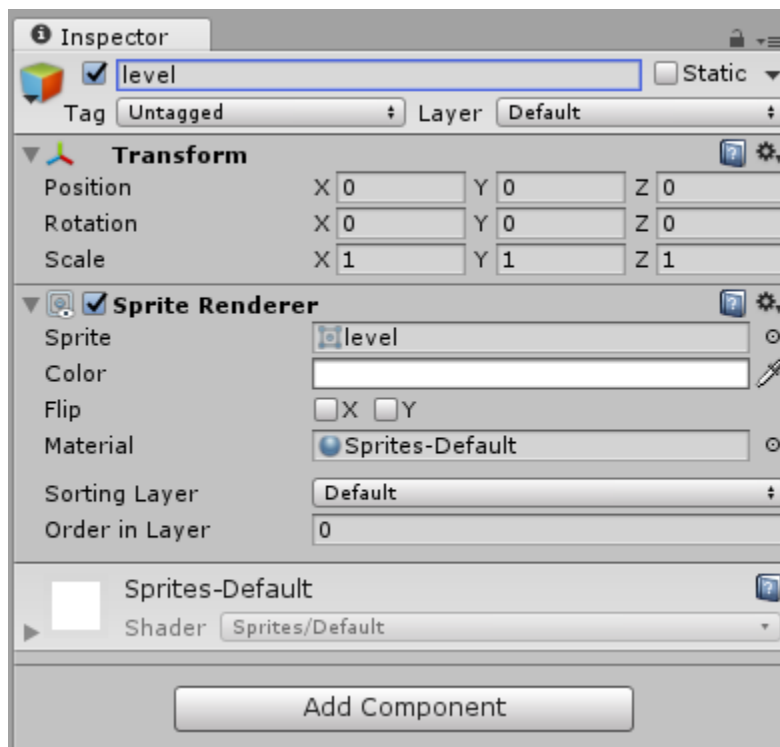 Inspector
level Static
Tag Untagged Layer Default
Transform
Position X 0 Y 0 Z 0
Rotation X 0 Y 0 Z 0
Scale X 1 Y 1 Z 1
Sprite Renderer
Sprite level
Color
Flip X Y
Material Sprites-Default
Sorting Layer Default
Order in Layer 0
Sprites-Default
Shader Sprites/Default
Add Component